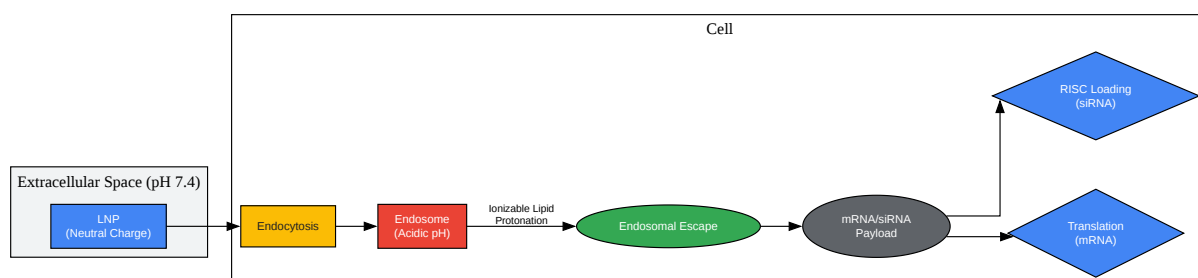 Cell
RISC Loading
(siRNA)
Extracellular Space (pH 7.4)
LNP
(Neutral Charge)
Endocytosis
Endosome
(Acidic pH)
Ionizable Lipid
Protonation
Endosomal Escape
mRNA/siRNA
Payload
Translation
(mRNA)